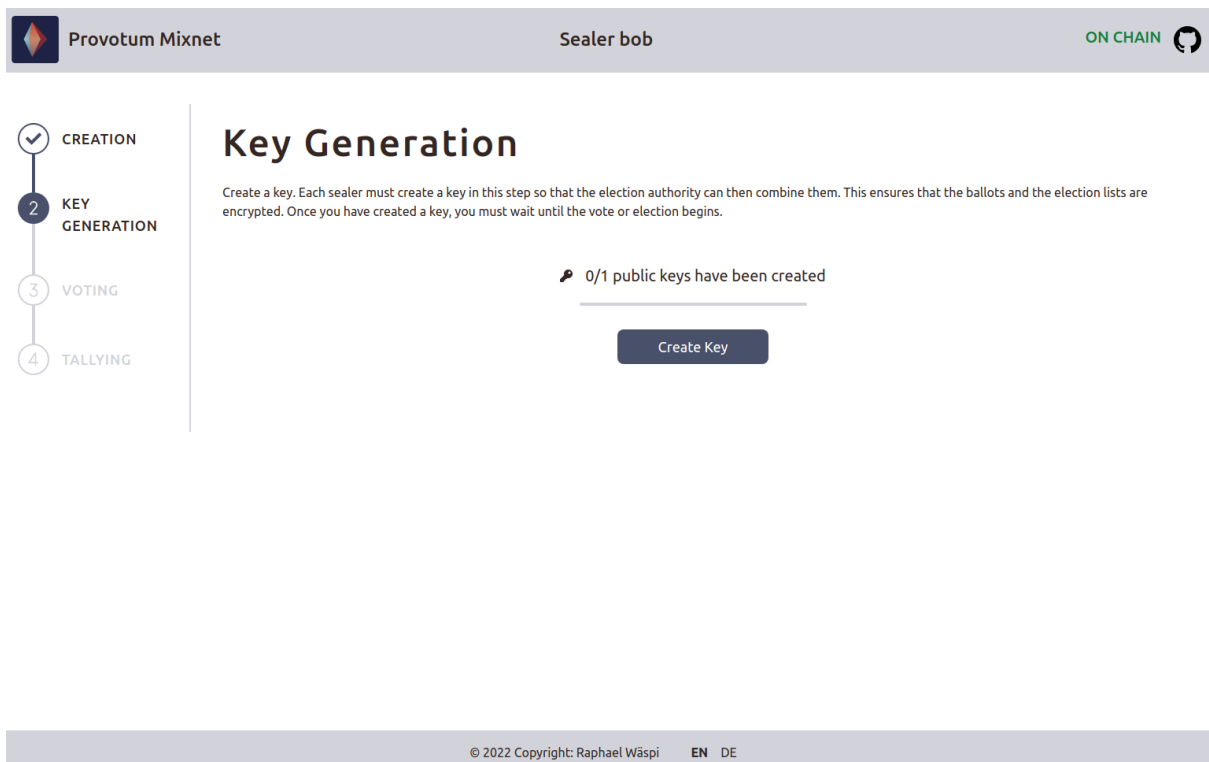 Provotum Mixnet
Sealer bob
ON CHAIN
CREATION
2
KEY
GENERATION
3
VOTING
4
TALLYING
Key Generation
Create a key. Each sealer must create a key in this step so that the election authority can then combine them. This ensures that the ballots and the election lists are
encrypted. Once you have created a key, you must wait until the vote or election begins.
0/1 public keys have been created
Create Key
© 2022 Copyright: Raphael Wäspi
EN DE